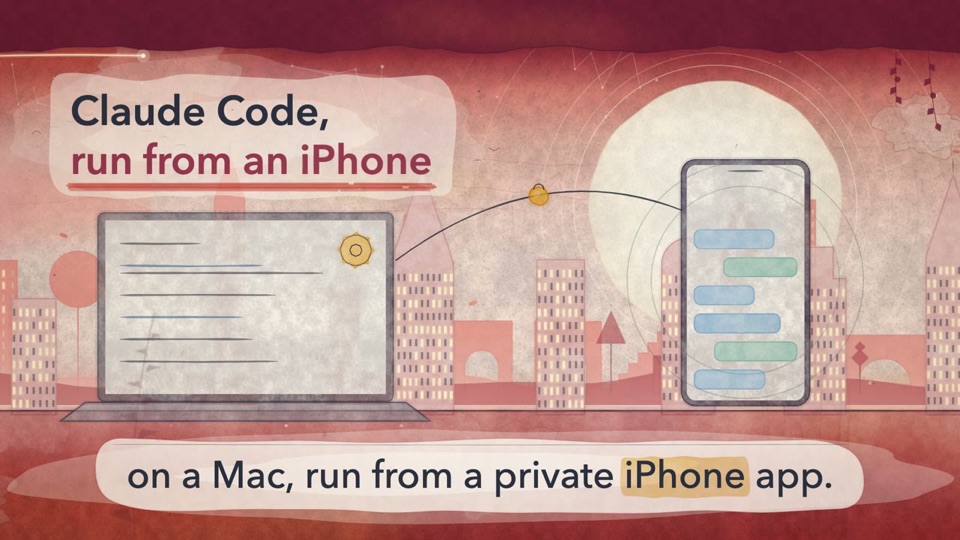 Claude Code,
run from an iPhone
on a Mac, run from a private iPhone app.